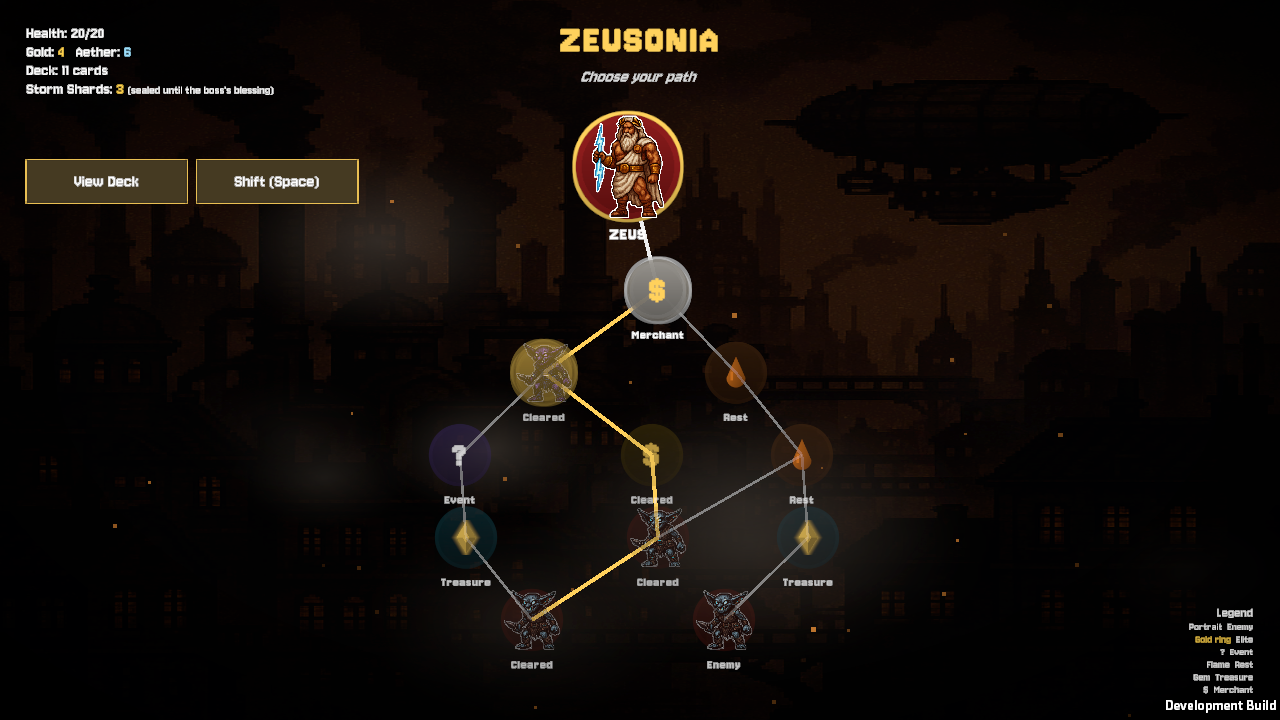 Health: 20/20
Gold: 4 Aether: 6
Deck: 11 cards
Storm Shards: 3 (sealed until the boss's blessing)
ZEUSONIA
Choose your path
View Deck
Shift (Space)
ZEUS
$
Merchant
Cleared
Rest
?
$
Event
Cleared
Rest
Treasure
Cleared
Treasure
Cleared
Enemy
Legend
Portrait Enemy
Gold ring Elite
? Event
Flame Rest
Gem Treasure
$ Merchant
Development Build